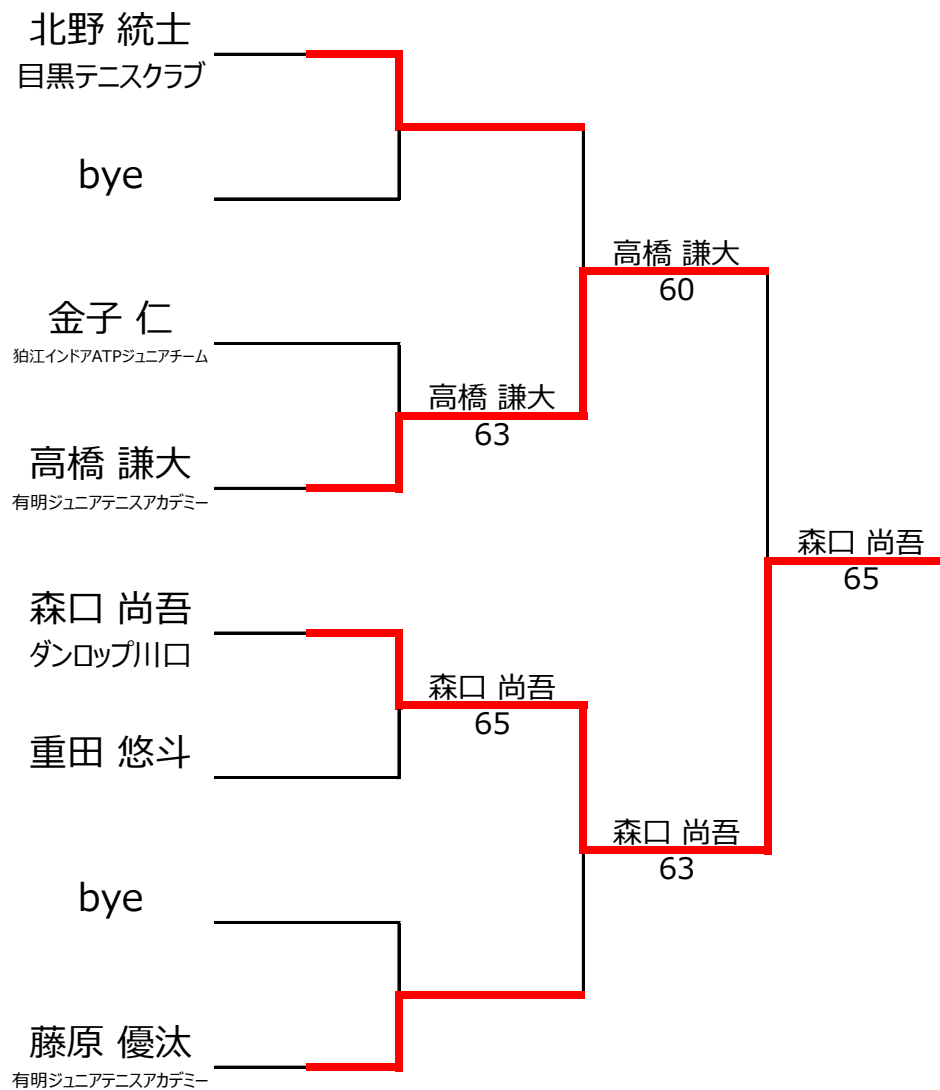 北野 統士
目黒テニスクラブ
bye
高橋 謙大
60
金子 仁
狛江インドアATPジュニアチーム
高橋 謙大
63
高橋 謙大
有明ジュニアテニスアカデミー
森口 尚吾
65
森口 尚吾
ダンロップ川口
森口 尚吾
65
重田 悠斗
森口 尚吾
63
bye
藤原 優汰
有明ジュニアテニスアカデミー